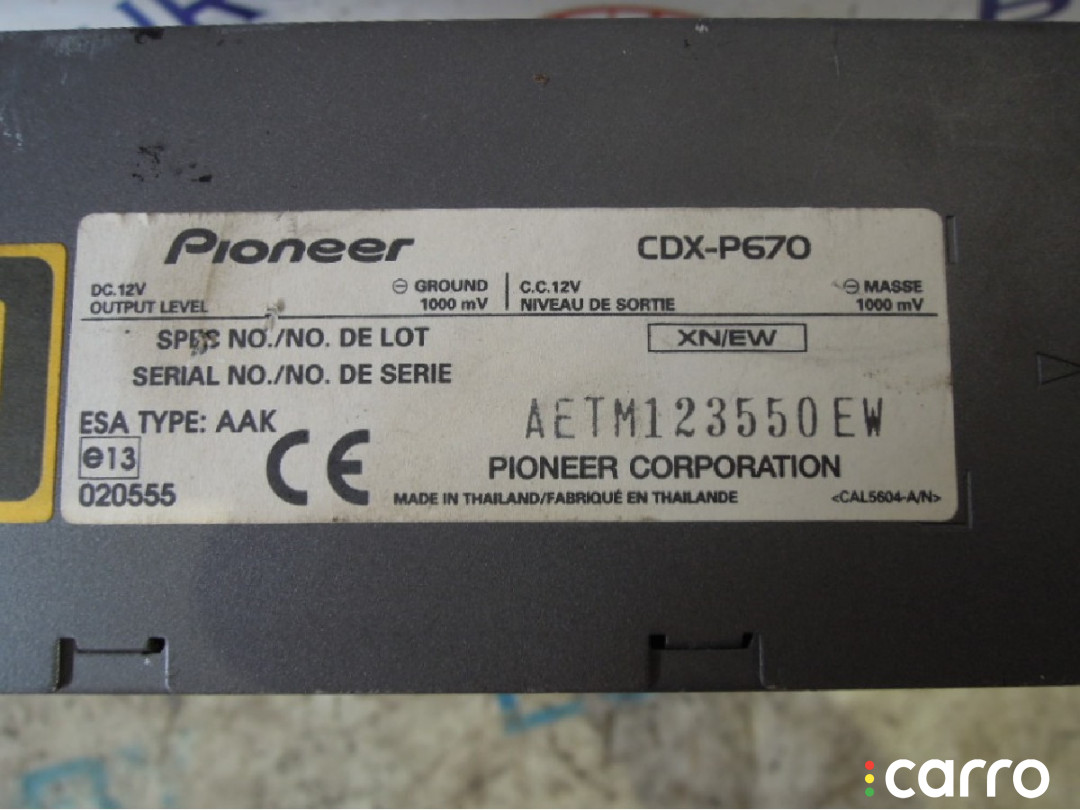 Pioneer CDX-P670
DC.12V ⊖ GROUND C.C.12V ⊖ MASSE
OUTPUT LEVEL 1000 mV NIVEAU DE SORTIE 1000 mV
SPEC NO./NO. DE LOT XN/EW
SERIAL NO./NO. DE SERIE
AETM123550EW
ESA TYPE: AAK
e13
020555
CE
PIONEER CORPORATION
MADE IN THAILAND/FABRIQUÉ EN THAILANDE <CAL5604-A/N>
carro